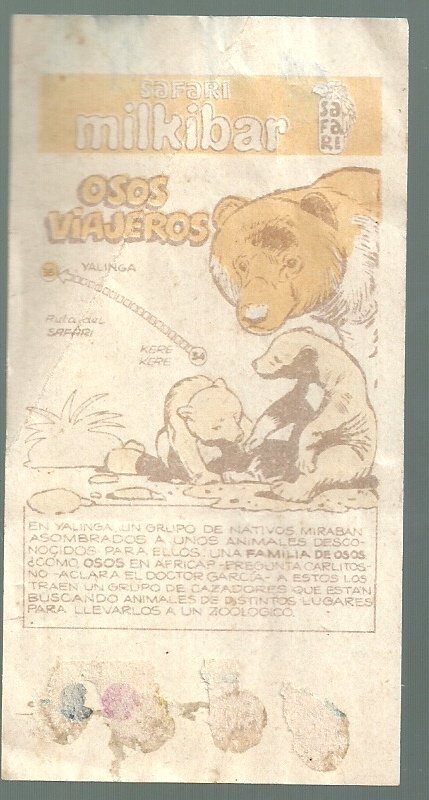 SAFARI
milkibar
SAFARI
OSOS
VIAJEROS
YALINGA
Ruta del
SAFARI
KERE
KERE
34
EN YALINGA, UN GRUPO DE NATIVOS MIRABAN
ASOMBRADOS A UNOS ANIMALES DESCO-
NOCIDOS PARA ELLOS: UNA FAMILIA DE OSOS.
¿COMO, OSOS EN AFRICA?- PREGUNTA CARLITOS-
NO -ACLARA EL DOCTOR GARCÍA- A ESTOS LOS
TRAEN UN GRUPO DE CAZADORES QUE ESTAN
BUSCANDO ANIMALES DE DISTINTOS LUGARES
PARA LLEVARLOS A UN ZOOLOGICO.